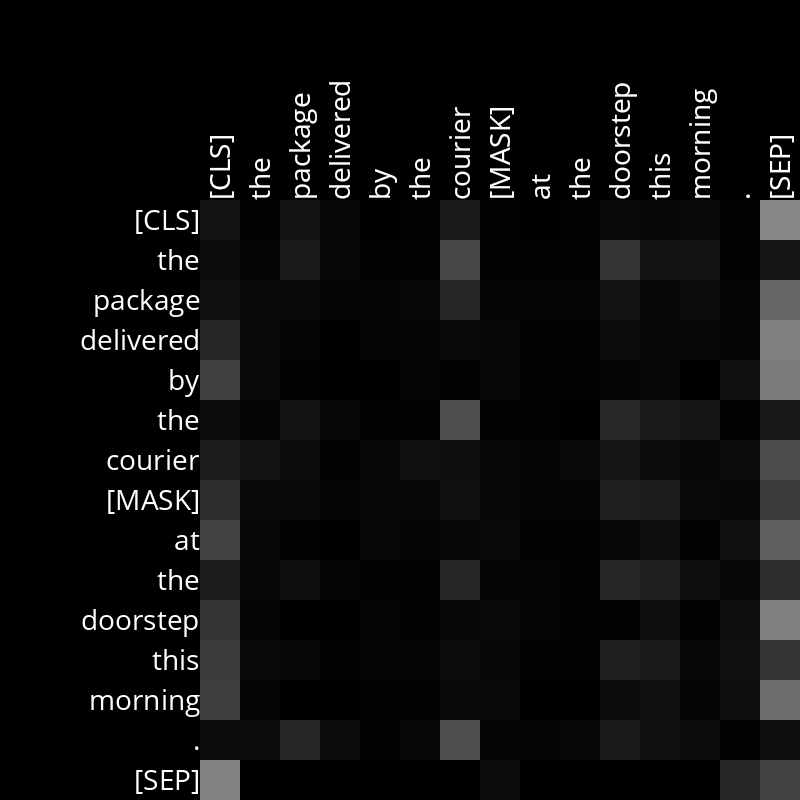 [CLS] the package delivered by the courier [MASK] at the doorstep this morning . [SEP]
[CLS]
the
package
delivered
by
the
courier
[MASK]
at
the
doorstep
this
morning
.
[SEP]